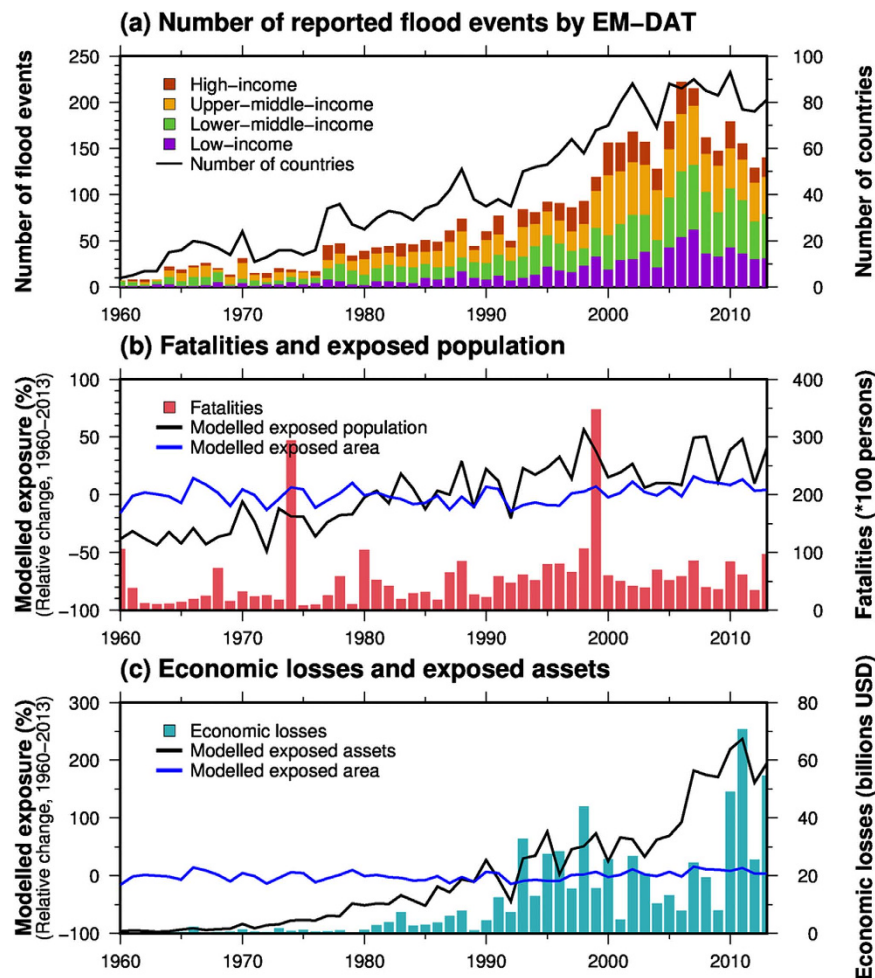 (a) Number of reported flood events by EM−DAT
Number of flood events
250
200
150
100
50
0
High−income
Upper−middle−income
Lower−middle−income
Low−income
Number of countries
100
80
60
40
20
0
Number of countries
1960
1970
1980
1990
2000
2010
(b) Fatalities and exposed population
Modelled exposure (%)
(Relative change, 1960−2013)
100
50
0
−50
−100
Fatalities
Modelled exposed population
Modelled exposed area
400
300
200
100
0
Fatalities (*100 persons)
1960
1970
1980
1990
2000
2010
(c) Economic losses and exposed assets
Modelled exposure (%)
(Relative change, 1960−2013)
300
200
100
0
−100
Economic losses
Modelled exposed assets
Modelled exposed area
80
60
40
20
0
Economic losses (billions USD)
1960
1970
1980
1990
2000
2010